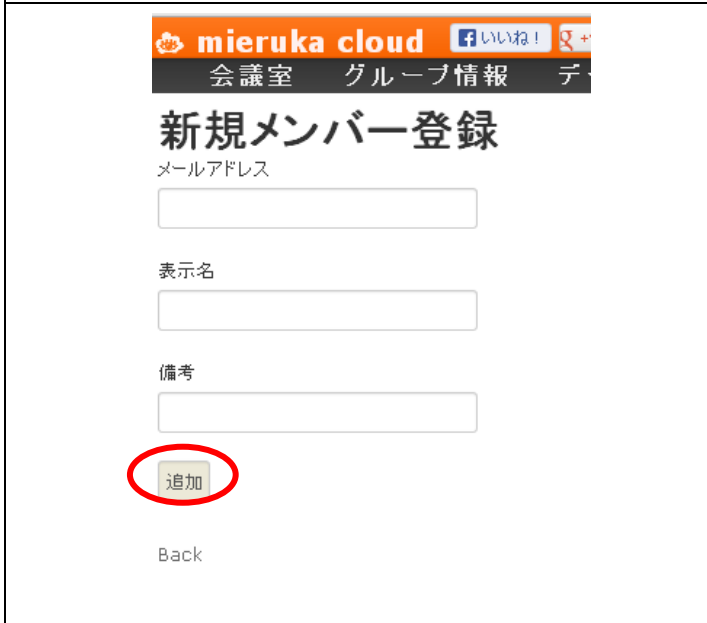 mieruka cloud いいね!
会議室 グループ情報
新規メンバー登録
メールアドレス
表示名
備考
追加
Back